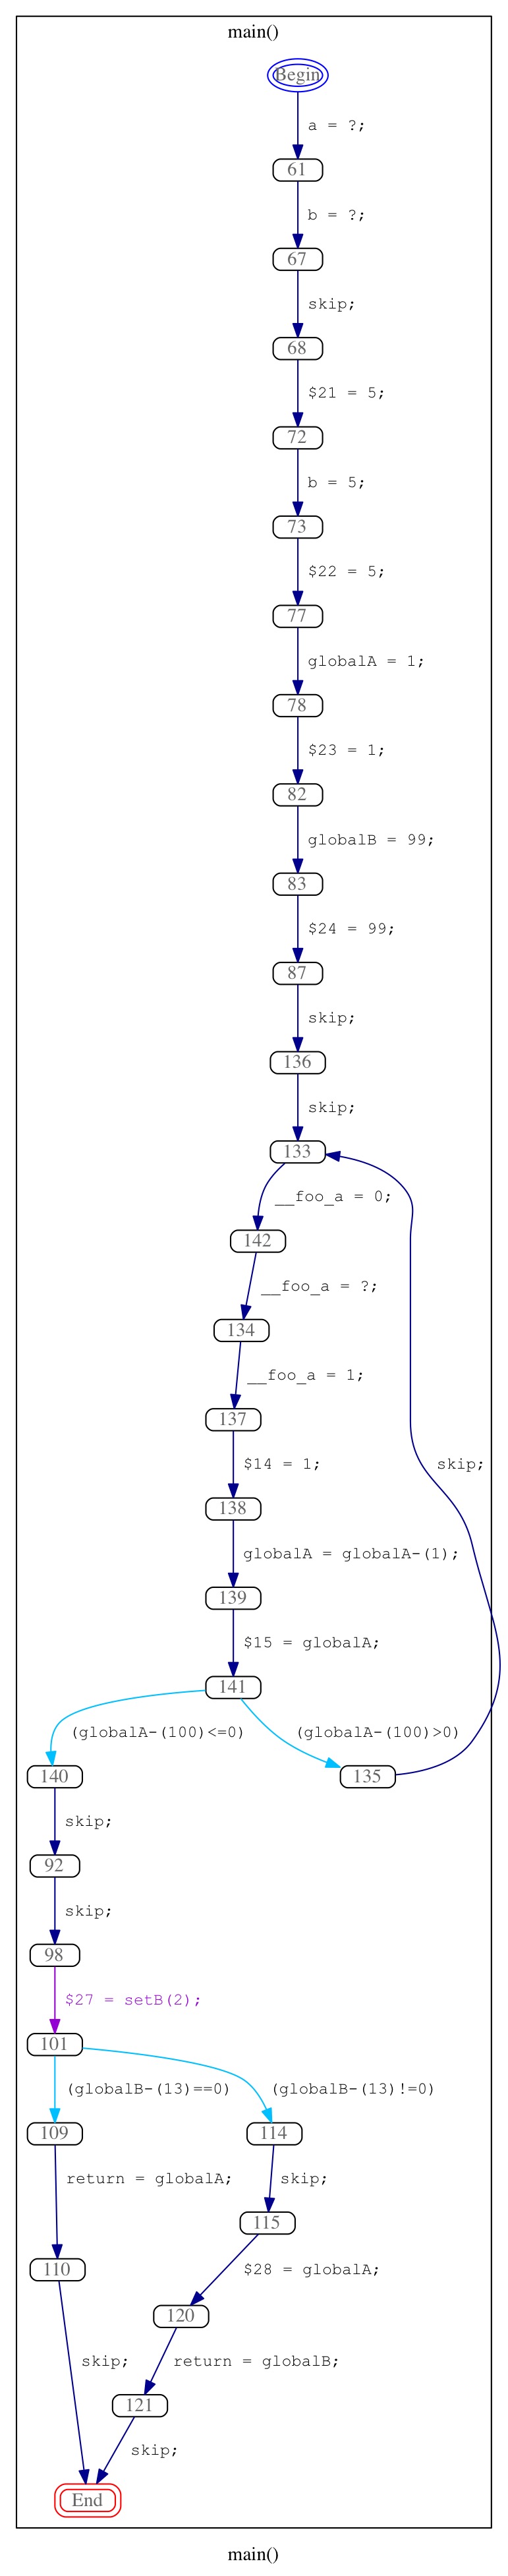 main()
Begin
a = ?;
61
b = ?;
67
skip;
68
$21 = 5;
72
b = 5;
73
$22 = 5;
77
globalA = 1;
78
$23 = 1;
82
globalB = 99;
83
$24 = 99;
87
skip;
136
skip;
133
__foo_a = 0;
142
__foo_a = ?;
134
__foo_a = 1;
137
$14 = 1;
skip;
138
globalA = globalA-(1);
139
$15 = globalA;
141
(globalA-(100)<=0) (globalA-(100)>0)
140 135
skip;
92
skip;
98
$27 = setB(2);
101
(globalB-(13)==0) (globalB-(13)!=0)
109 114
return = globalA; skip;
115
110 $28 = globalA;
120
skip; return = globalB;
121
skip;
End
main()